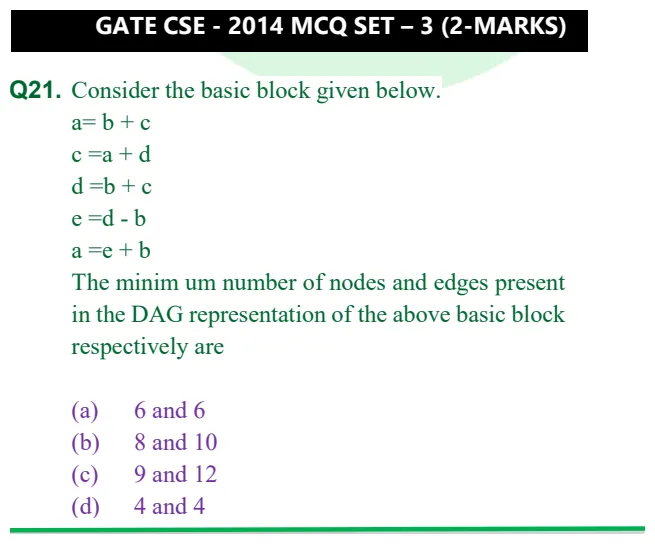 GATE CSE - 2014 MCQ SET – 3 (2-MARKS)
Q21. Consider the basic block given below.
a= b + c
c =a + d
d =b + c
e =d - b
a =e + b
The minim um number of nodes and edges present
in the DAG representation of the above basic block
respectively are
(a) 6 and 6
(b) 8 and 10
(c) 9 and 12
(d) 4 and 4